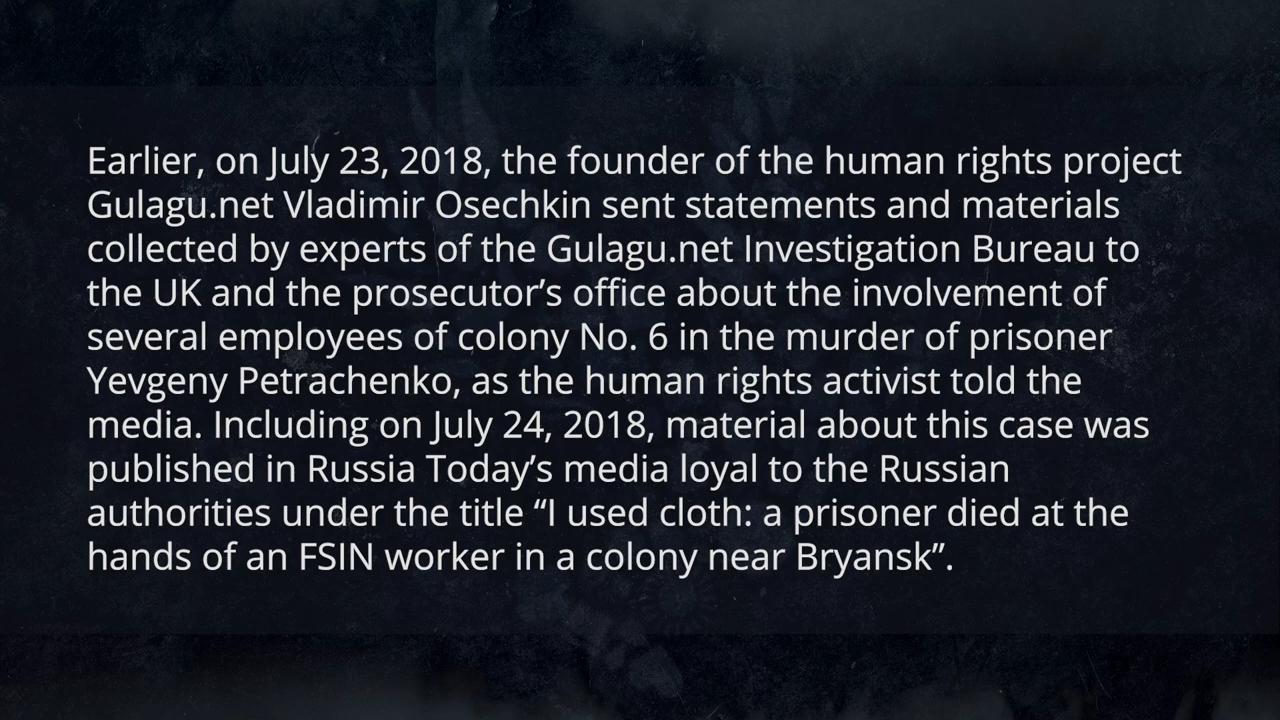 Earlier, on July 23, 2018, the founder of the human rights project
Gulagu.net Vladimir Osechkin sent statements and materials
collected by experts of the Gulagu.net Investigation Bureau to
the UK and the prosecutor’s office about the involvement of
several employees of colony No. 6 in the murder of prisoner
Yevgeny Petrachenko, as the human rights activist told the
media. Including on July 24, 2018, material about this case was
published in Russia Today’s media loyal to the Russian
authorities under the title “I used cloth: a prisoner died at the
hands of an FSIN worker in a colony near Bryansk”.